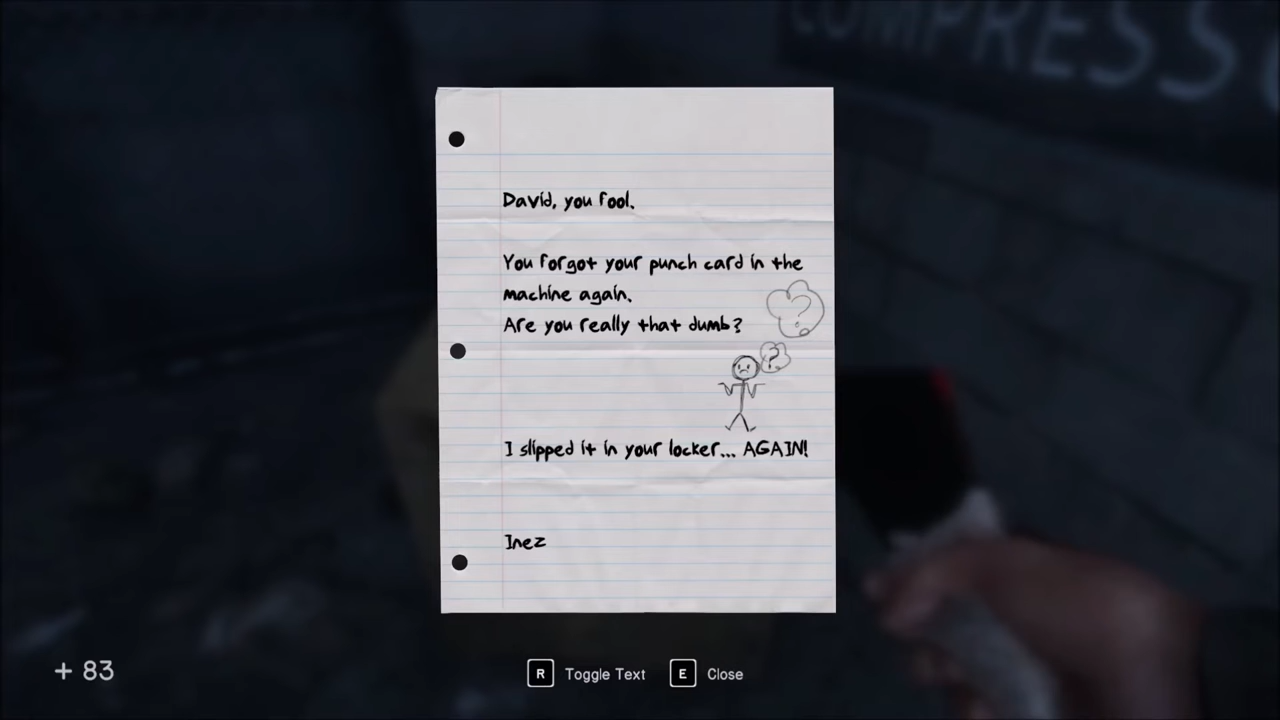 COMPRESS
David, you fool.
You forgot your punch card in the
machine again.
Are you really that dumb?
?
?
I slipped it in your locker... AGAIN!
Inez
+ 83
R Toggle Text E Close